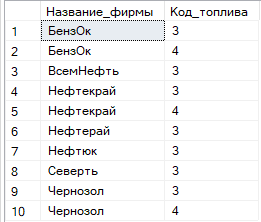 Название_фирмы Код_топлива
1 БензОк 3
2 БензОк 4
3 ВсемНефть 3
4 Нефтекрай 3
5 Нефтекрай 4
6 Нефтерай 3
7 Нефтюк 3
8 Северть 3
9 Чернозол 3
10 Чернозол 4